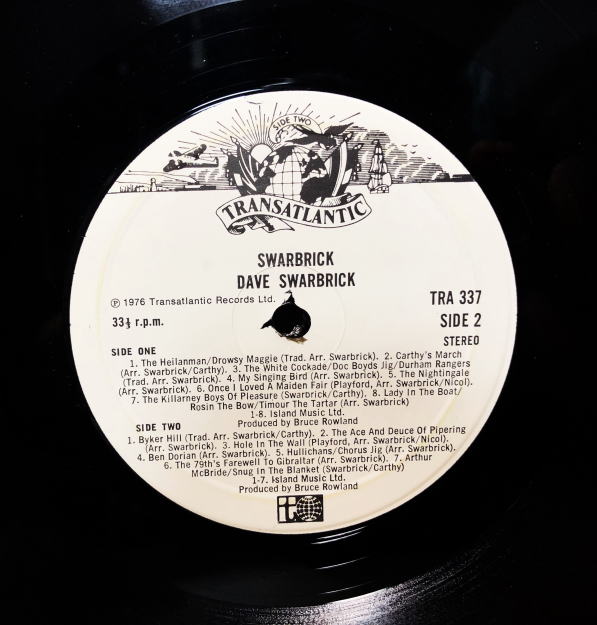 SIDE TWO
TRANSATLANTIC
SWARBRICK
DAVE SWARBRICK
℗ 1976 Transatlantic Records Ltd.
TRA 337
33⅓ r.p.m.
SIDE 2
STEREO
SIDE ONE
1. The Heilanman/Drowsy Maggie (Trad. Arr. Swarbrick). 2. Carthy's March
(Arr. Swarbrick/Carthy). 3. The White Cockade/Doc Boyds Jig/Durham Rangers
(Trad. Arr. Swarbrick). 4. My Singing Bird (Arr. Swarbrick). 5. The Nightingale
(Arr. Swarbrick). 6. Once I Loved A Maiden Fair (Playford, Arr. Swarbrick/Nicol).
7. The Killarney Boys Of Pleasure (Swarbrick/Carthy). 8. Lady In The Boat/
Rosin The Bow/Timour The Tartar (Arr. Swarbrick)
1-8. Island Music Ltd.
Produced by Bruce Rowland
SIDE TWO
1. Byker Hill (Trad. Arr. Swarbrick/Carthy). 2. The Ace And Deuce Of Pipering
(Arr. Swarbrick). 3. Hole In The Wall (Playford, Arr. Swarbrick/Nicol).
4. Ben Dorian (Arr. Swarbrick). 5. Hullichans/Chorus Jig (Arr. Swarbrick).
6. The 79th's Farewell To Gibraltar (Arr. Swarbrick). 7. Arthur
McBride/Snug In The Blanket (Swarbrick/Carthy)
1-7. Island Music Ltd.
Produced by Bruce Rowland